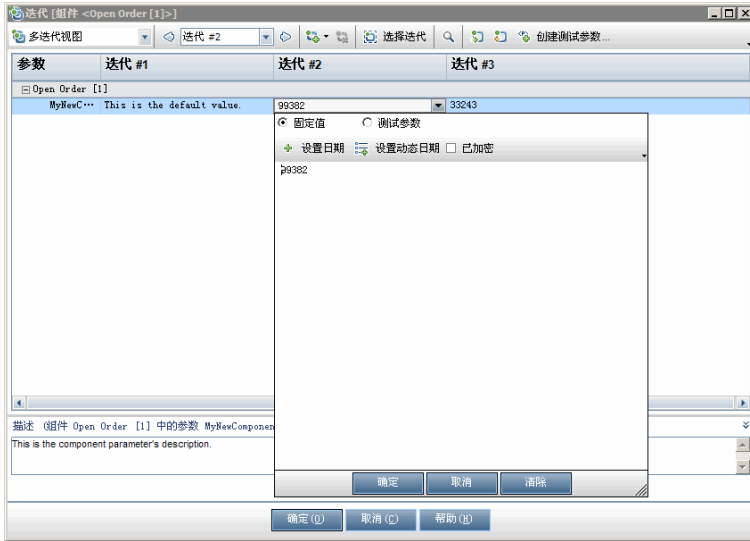 迭代 [组件 <Open Order [1]>]
多迭代视图 迭代 #2 选择迭代 创建测试参数...
参数 迭代 #1 迭代 #2 迭代 #3
Open Order [1]
MyNewC... This is the default value. 99382 33243
固定值 测试参数
设置日期 设置动态日期 已加密
99382
描述 (组件 Open Order [1] 中的参数 MyNewComponen
This is the component parameter's description.
确定 取消 清除
确定(O) 取消(C) 帮助(H)